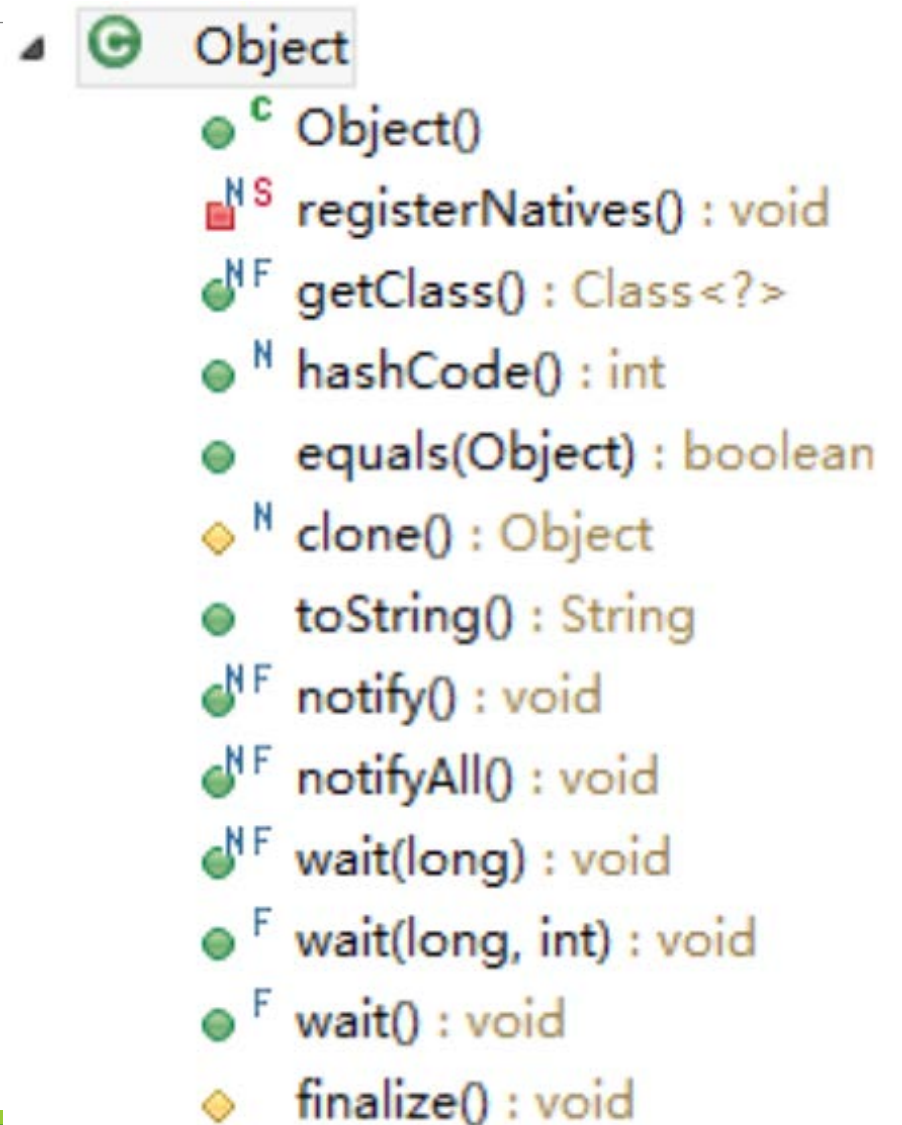 C Object
C Object()
N S registerNatives() : void
N F getClass() : Class<?>
N hashCode() : int
equals(Object) : boolean
N clone() : Object
toString() : String
N F notify() : void
N F notifyAll() : void
N F wait(long) : void
F wait(long, int) : void
F wait() : void
finalize() : void